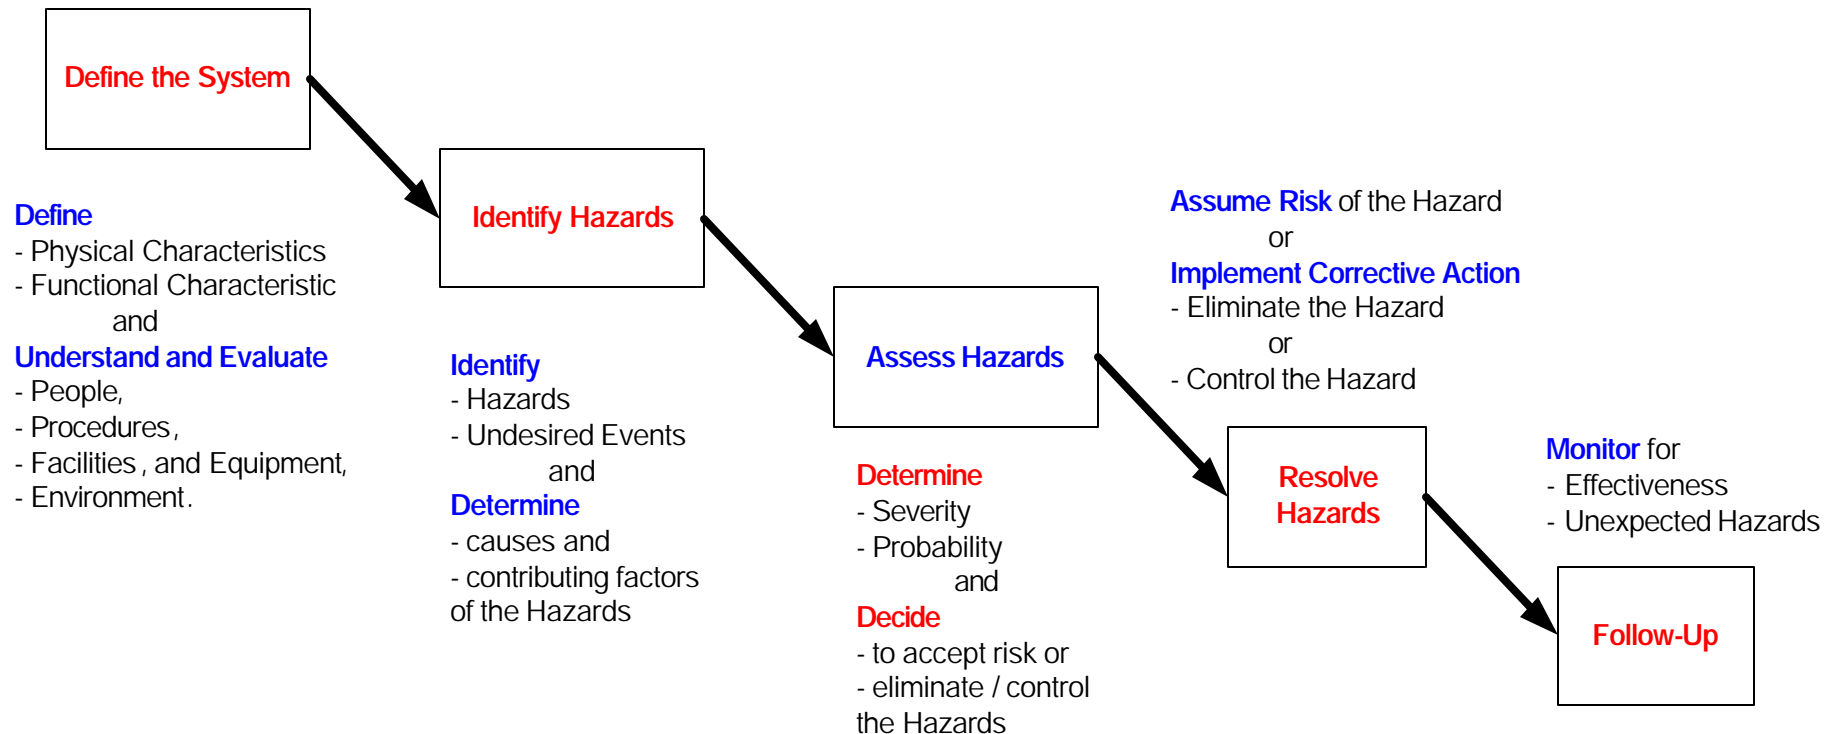 Define the System
Define
- Physical Characteristics
- Functional Characteristic
and
Understand and Evaluate
- People,
- Procedures,
- Facilities, and Equipment,
- Environment.
Identify Hazards
Identify
- Hazards
- Undesired Events
and
Determine
- causes and
- contributing factors
of the Hazards
Assess Hazards
Determine
- Severity
- Probability
and
Decide
- to accept risk or
- eliminate / control
the Hazards
Assume Risk of the Hazard
or
Implement Corrective Action
- Eliminate the Hazard
or
- Control the Hazard
Resolve
Hazards
Monitor for
- Effectiveness
- Unexpected Hazards
Follow-Up